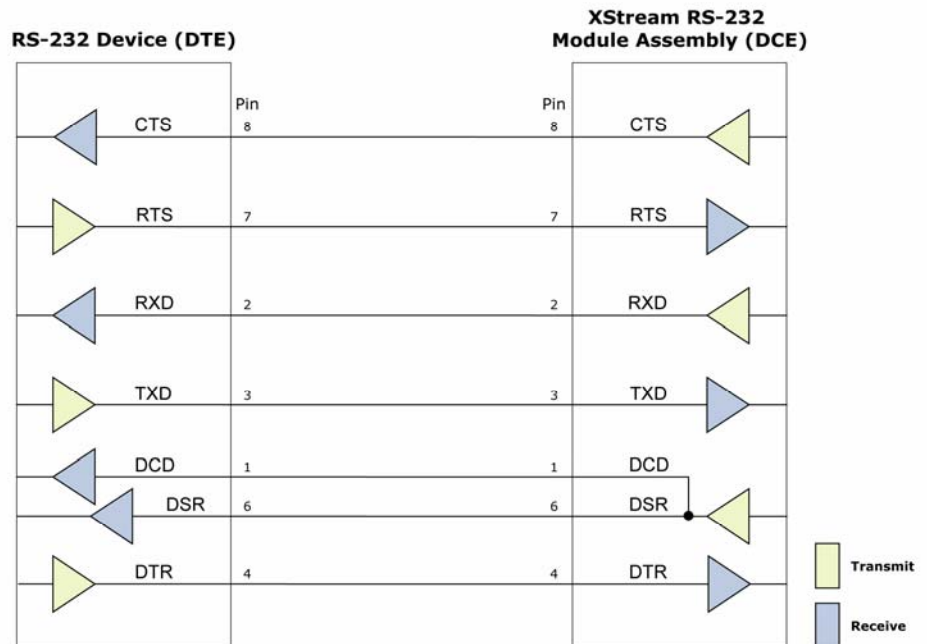 RS-232 Device (DTE)
XStream RS-232
Module Assembly (DCE)
Pin
Pin
CTS
8
8
CTS
RTS
7
7
RTS
RXD
2
2
RXD
TXD
3
3
TXD
DCD
1
1
DCD
DSR
6
6
DSR
DTR
4
4
DTR
Transmit
Receive